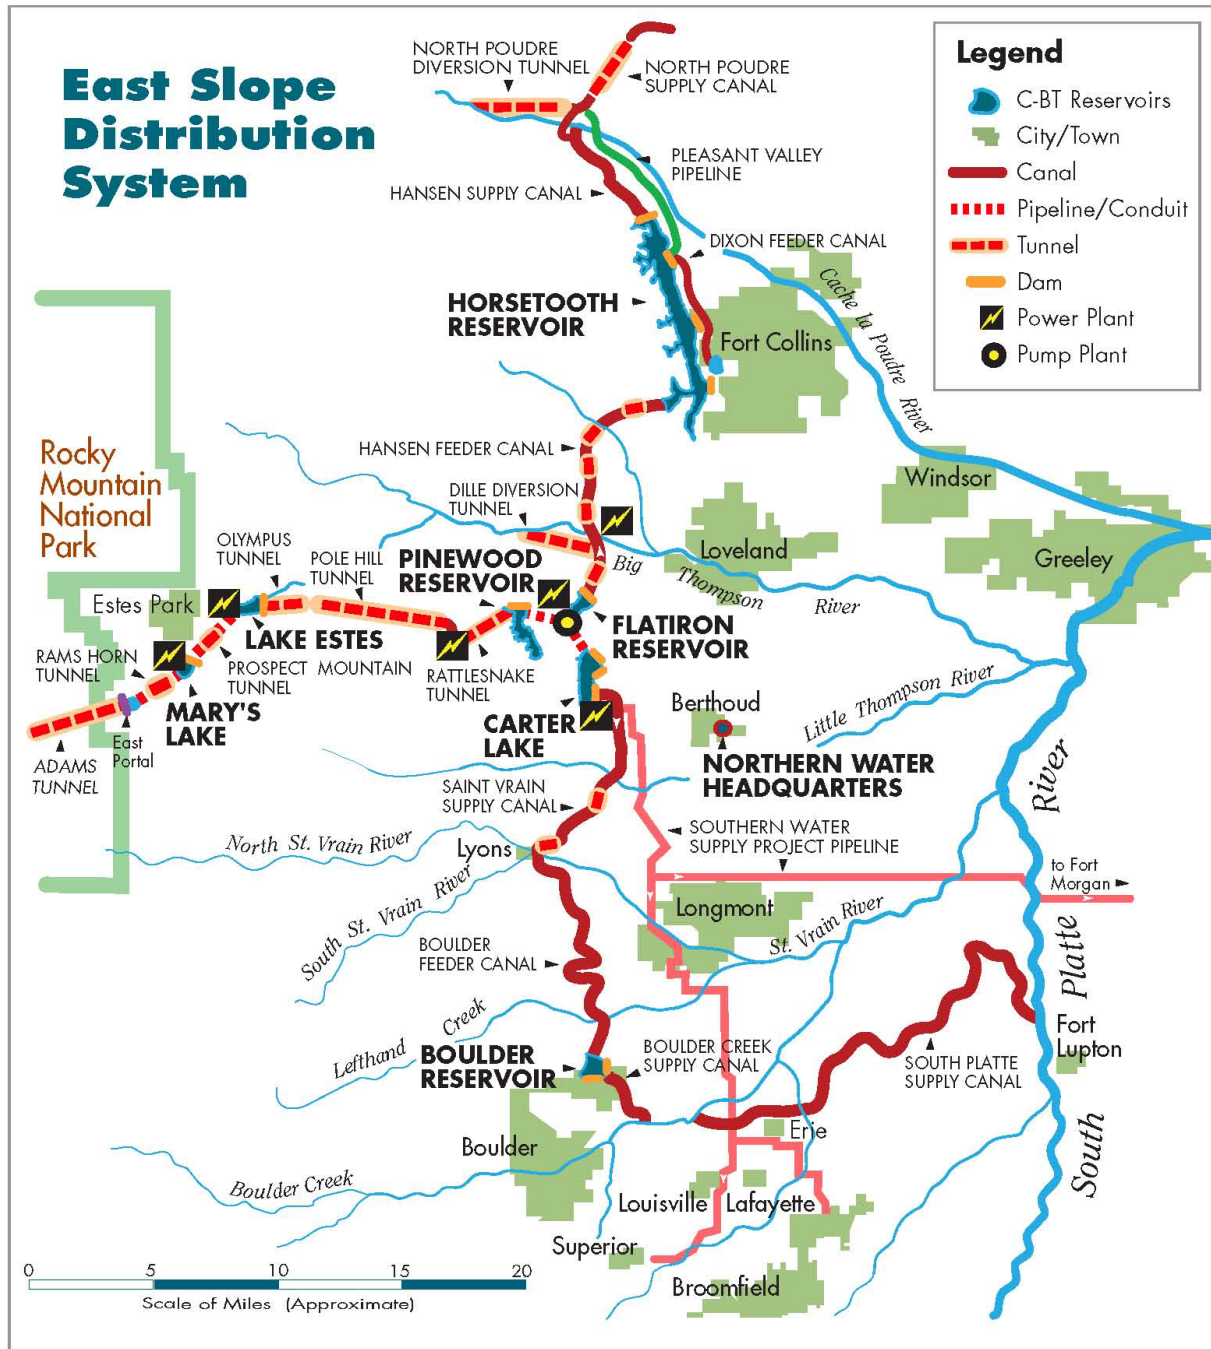 East Slope
Distribution
System
NORTH POUDRE
DIVERSION TUNNEL
NORTH POUDRE
SUPPLY CANAL
PLEASANT VALLEY
PIPELINE
HANSEN SUPPLY CANAL
DIXON FEEDER CANAL
Legend
C-BT Reservoirs
City/Town
Canal
Pipeline/Conduit
Tunnel
Dam
Power Plant
Pump Plant
HORSETOOTH
RESERVOIR
Fort Collins
Cache la Poudre River
HANSEN FEEDER CANAL
Windsor
Rocky
Mountain
National
Park
DILLE DIVERSION
TUNNEL
Loveland
Greeley
OLYMPUS
TUNNEL
POLE HILL
TUNNEL
PINEWOOD
RESERVOIR
Big Thompson River
Estes Park
LAKE ESTES
FLATIRON
RESERVOIR
RAMS HORN
TUNNEL
PROSPECT MOUNTAIN
TUNNEL
RATTLESNAKE
TUNNEL
Little Thompson River
MARY'S
LAKE
CARTER
LAKE
Berthoud
East
Portal
ADAMS
TUNNEL
NORTHERN WATER
HEADQUARTERS
SAINT VRAIN
SUPPLY CANAL
North St. Vrain River
Lyons
SOUTHERN WATER
SUPPLY PROJECT PIPELINE
to Fort
Morgan
South St. Vrain River
Longmont
St. Vrain River
BOULDER
FEEDER CANAL
Lefthand Creek
BOULDER
RESERVOIR
BOULDER CREEK
SUPPLY CANAL
SOUTH PLATTE
SUPPLY CANAL
Fort
Lupton
South Platte River
Erie
Boulder
Boulder Creek
Louisville
Lafayette
Superior
Broomfield
0 5 10 15 20
Scale of Miles (Approximate)